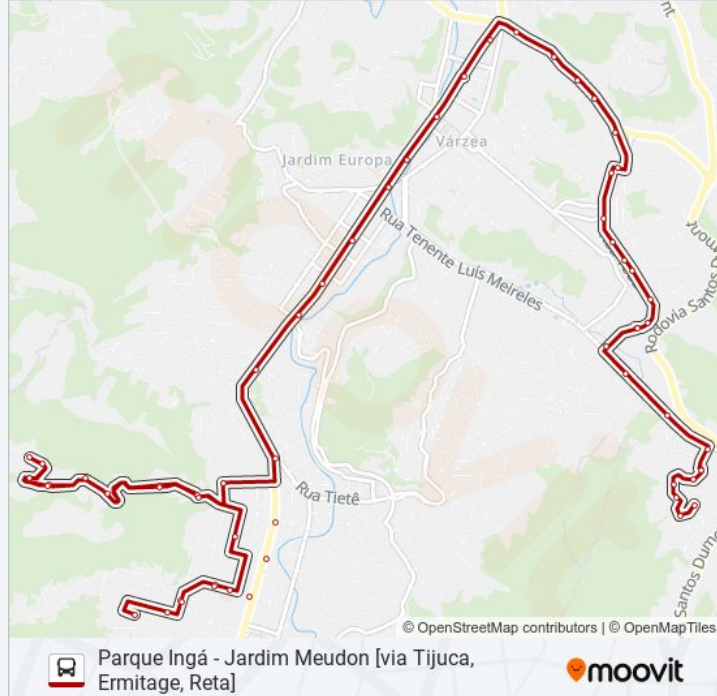 Jardim Europa
Várzea
Rua Tenente Luís Meireles
Rodovia Santos D
Rua Tietê
Santos Dumo
© OpenStreetMap contributors | © OpenMapTiles
Parque Ingá - Jardim Meudon [via Tijuca,
Ermitage, Reta]
moovit